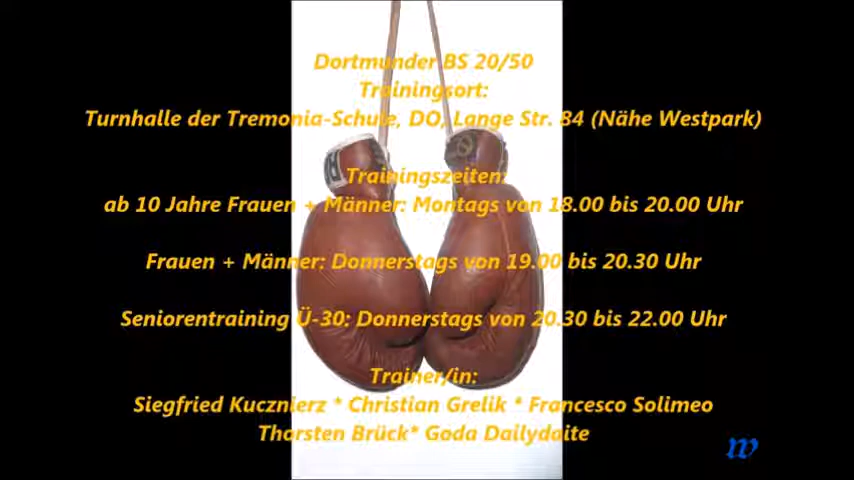 Dortmunder BS 20/50
Trainingsort:
Turnhalle der Tremonia-Schule, DO, Lange Str. 84 (Nähe Westpark)
Trainingszeiten:
ab 10 Jahre Frauen + Männer: Montags von 18.00 bis 20.00 Uhr
Frauen + Männer: Donnerstags von 19.00 bis 20.30 Uhr
Seniorentraining Ü-30: Donnerstags von 20.30 bis 22.00 Uhr
Trainer/in:
Siegfried Kucznierz * Christian Grelik * Francesco Solimeo
Thorsten Brück* Goda Dailydaite
w